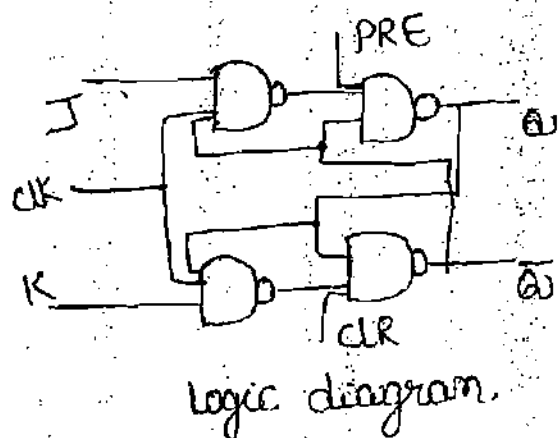 PRE
J
Q
CLK
K
Q̅
CLR
Logic diagram.